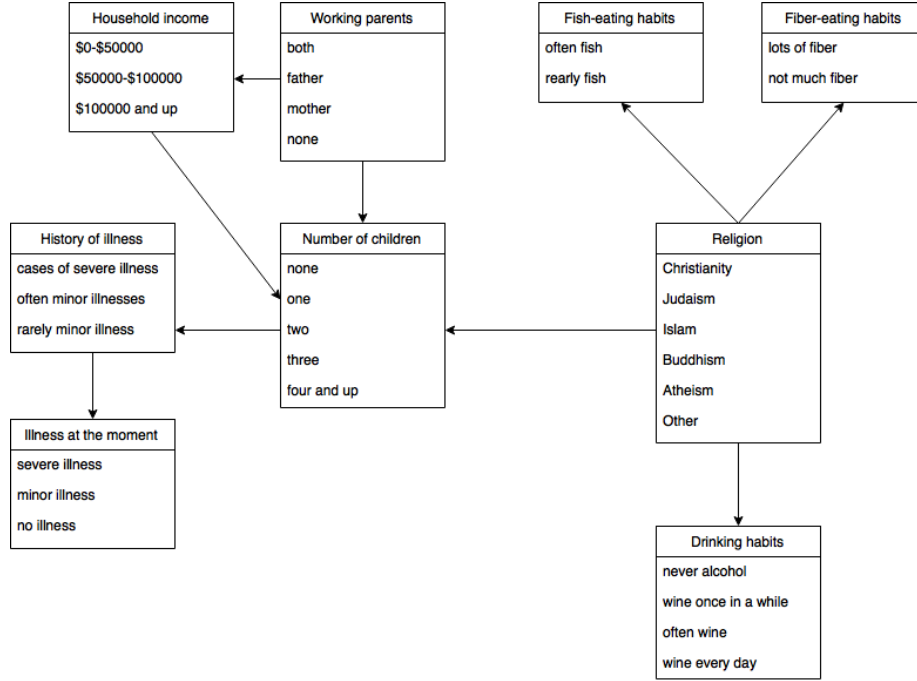 Household income
$0-$50000
$50000-$100000
$100000 and up
Working parents
both
father
mother
none
Fish-eating habits
often fish
rearly fish
Fiber-eating habits
lots of fiber
not much fiber
History of illness
cases of severe illness
often minor illnesses
rarely minor illness
Number of children
none
one
two
three
four and up
Religion
Christianity
Judaism
Islam
Buddhism
Atheism
Other
Illness at the moment
severe illness
minor illness
no illness
Drinking habits
never alcohol
wine once in a while
often wine
wine every day